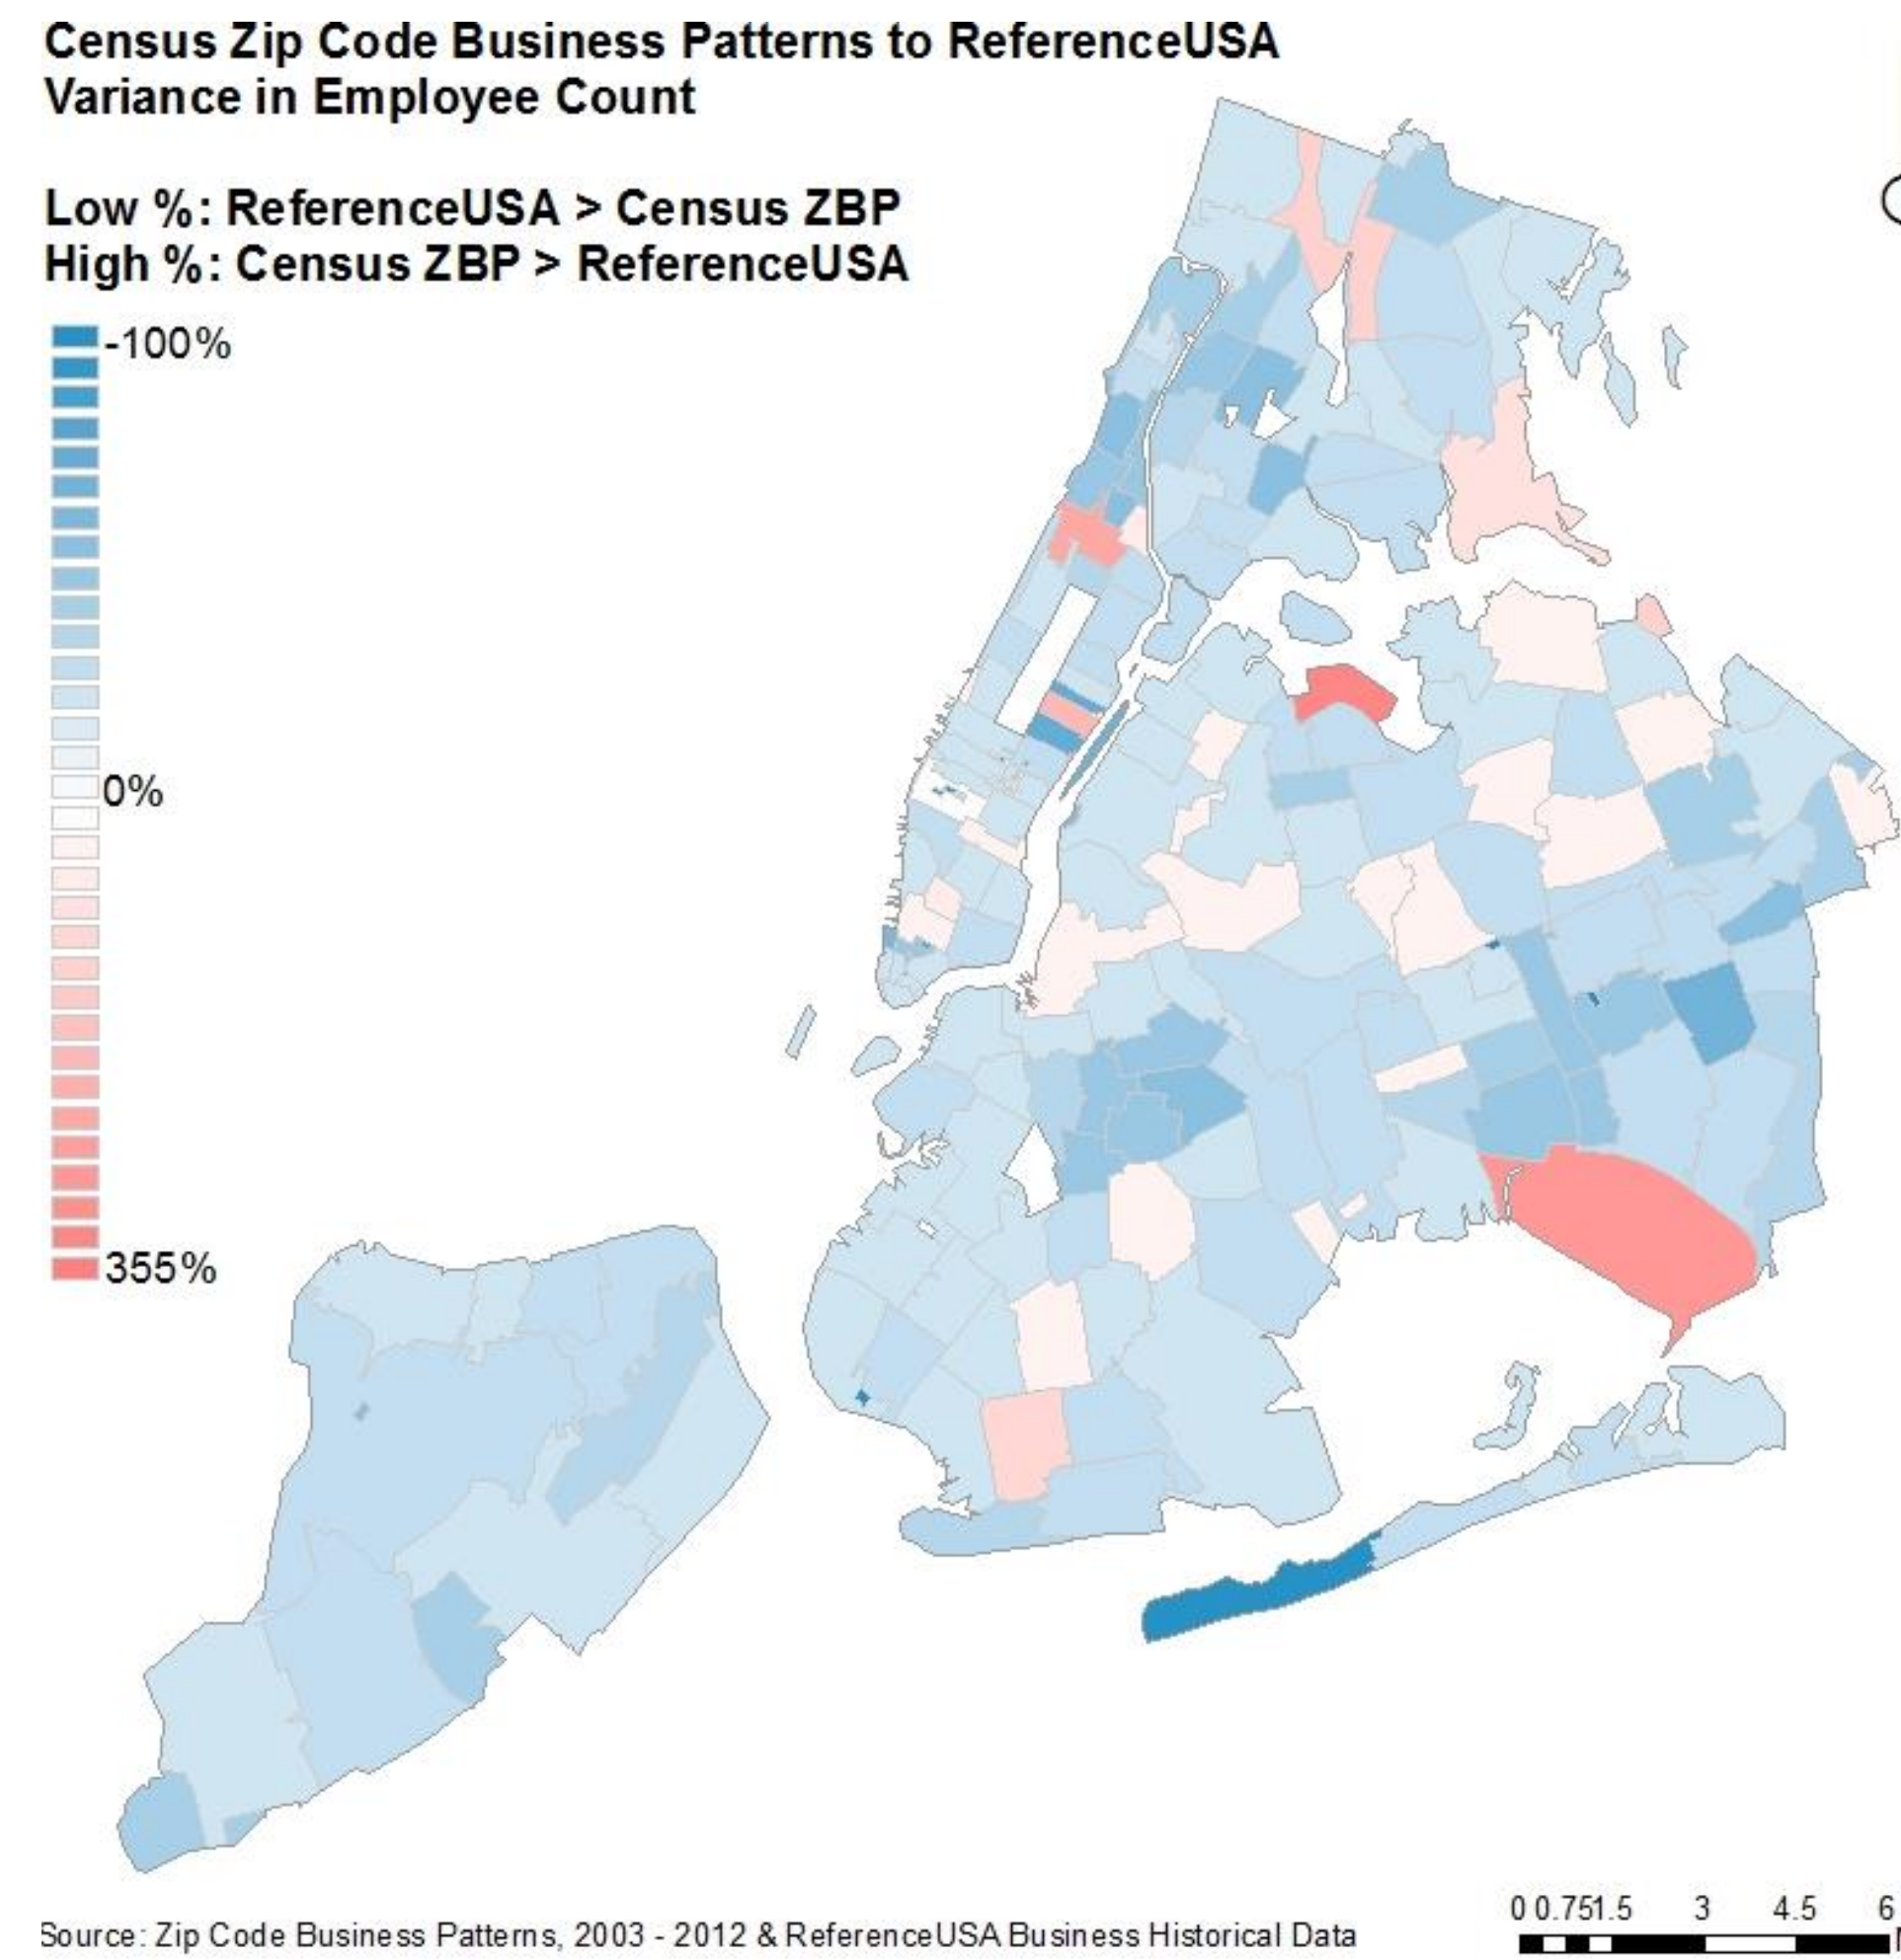 Census Zip Code Business Patterns to ReferenceUSA
Variance in Employee Count
Low %: ReferenceUSA > Census ZBP
High %: Census ZBP > ReferenceUSA
-100%
0%
355%
0 0.751.5 3 4.5 6
Source: Zip Code Business Patterns, 2003 - 2012 & ReferenceUSA Business Historical Data